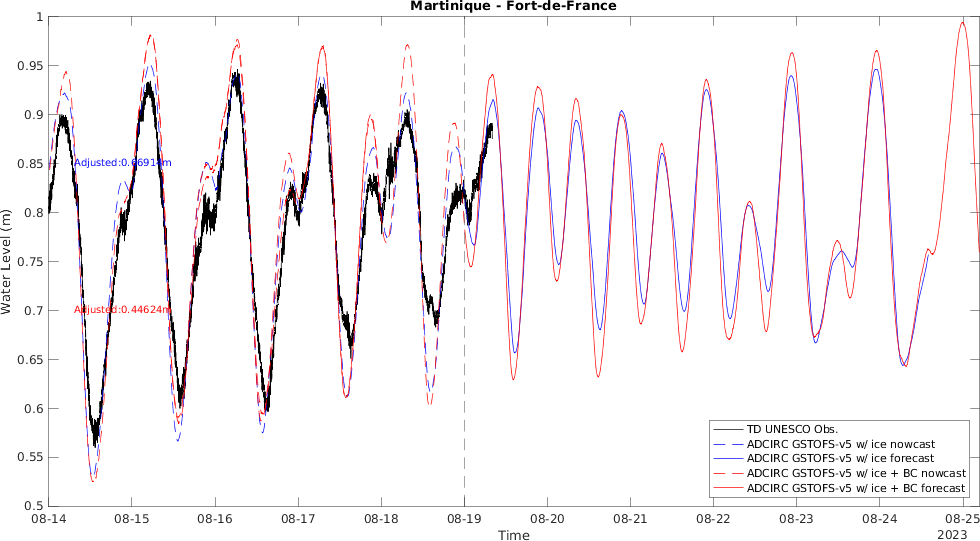 Martinique - Fort-de-France
1
0.95
0.9
0.85
0.8
0.75
0.7
0.65
0.6
0.55
0.5
Water Level (m)
Adjusted:0.66914m
Adjusted:0.44624m
TD UNESCO Obs.
ADCIRC GSTOFS-v5 w/ ice nowcast
ADCIRC GSTOFS-v5 w/ ice forecast
ADCIRC GSTOFS-v5 w/ ice + BC nowcast
ADCIRC GSTOFS-v5 w/ ice + BC forecast
08-14 08-15 08-16 08-17 08-18 08-19 08-20 08-21 08-22 08-23 08-24 08-25
Time
2023